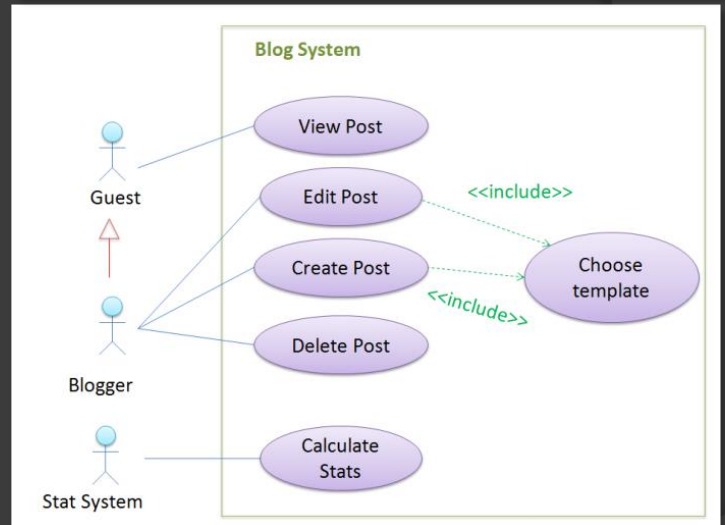 Blog System
View Post
Guest
Edit Post
<<include>>
Create Post
Choose
template
<<include>>
Delete Post
Blogger
Calculate
Stats
Stat System